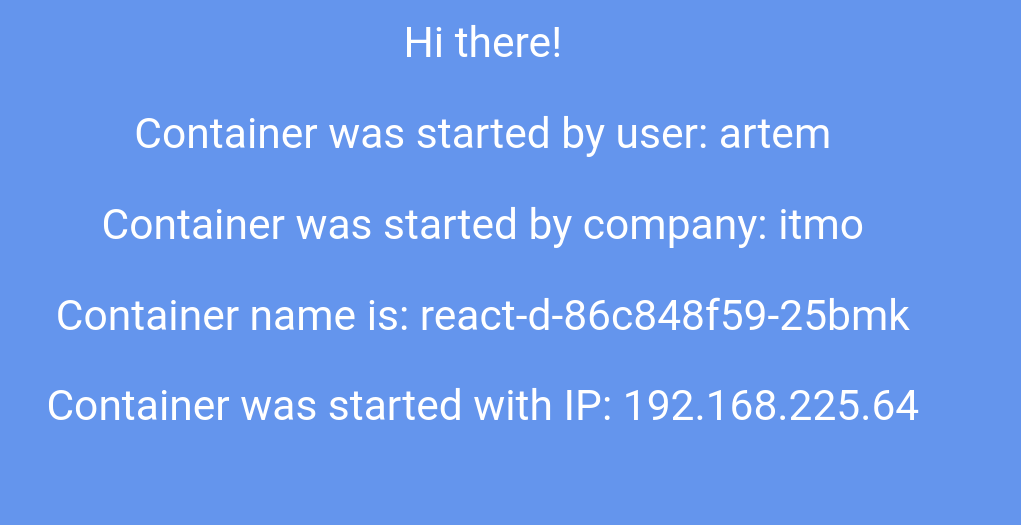 Hi there!
Container was started by user: artem
Container was started by company: itmo
Container name is: react-d-86c848f59-25bmk
Container was started with IP: 192.168.225.64